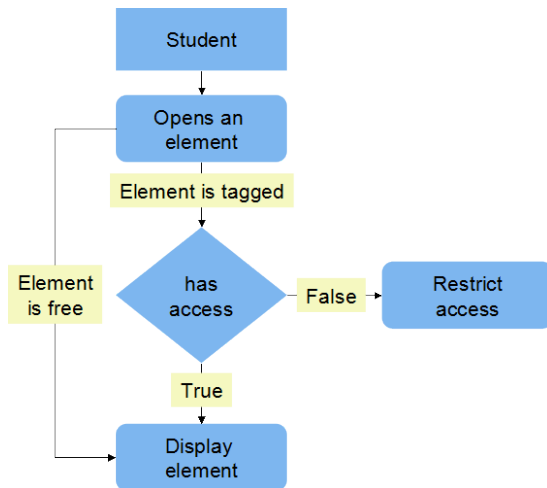 Student
Opens an
element
Element is tagged
has
access
False
Restrict
access
Element
is free
True
Display
element